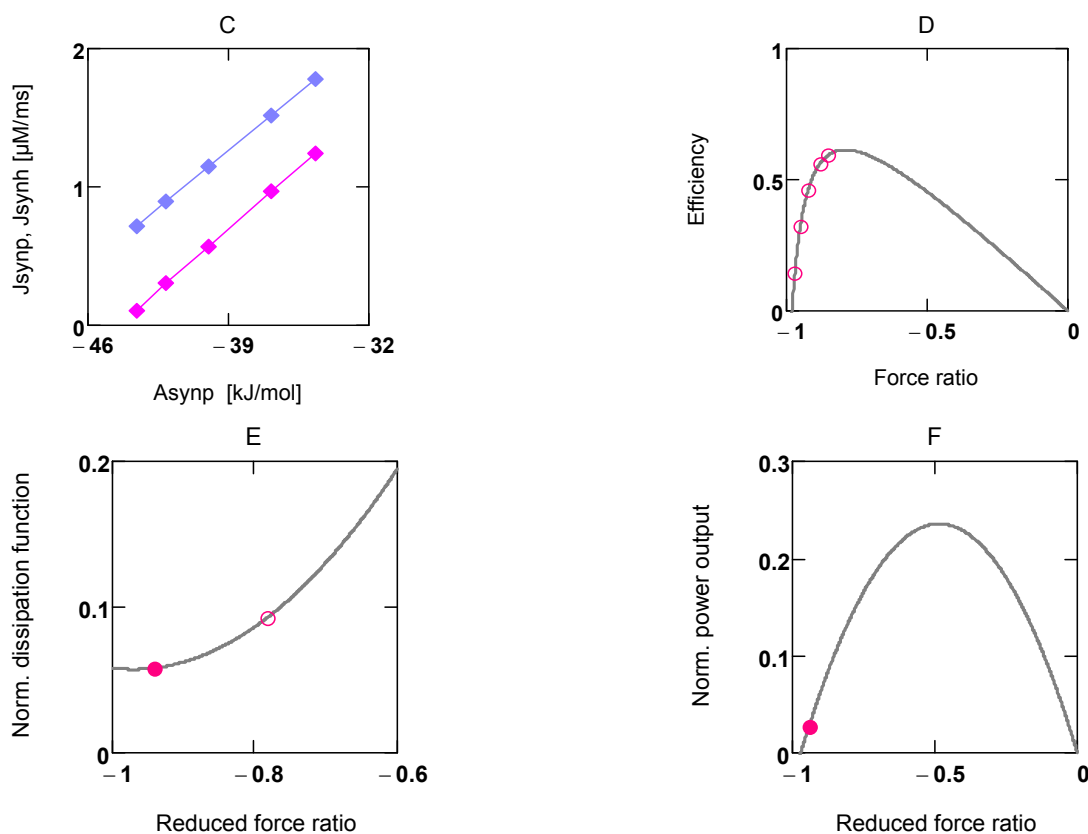 C
2
1
0
− 46
− 39
− 32
Jsynp, Jsynh [µM/ms]
Asynp [kJ/mol]
D
1
0.5
0
− 1
− 0.5
0
Efficiency
Force ratio
E
0.2
0.1
0
− 1
− 0.8
− 0.6
Norm. dissipation function
Reduced force ratio
F
0.3
0.2
0.1
0
− 1
− 0.5
0
Norm. power output
Reduced force ratio